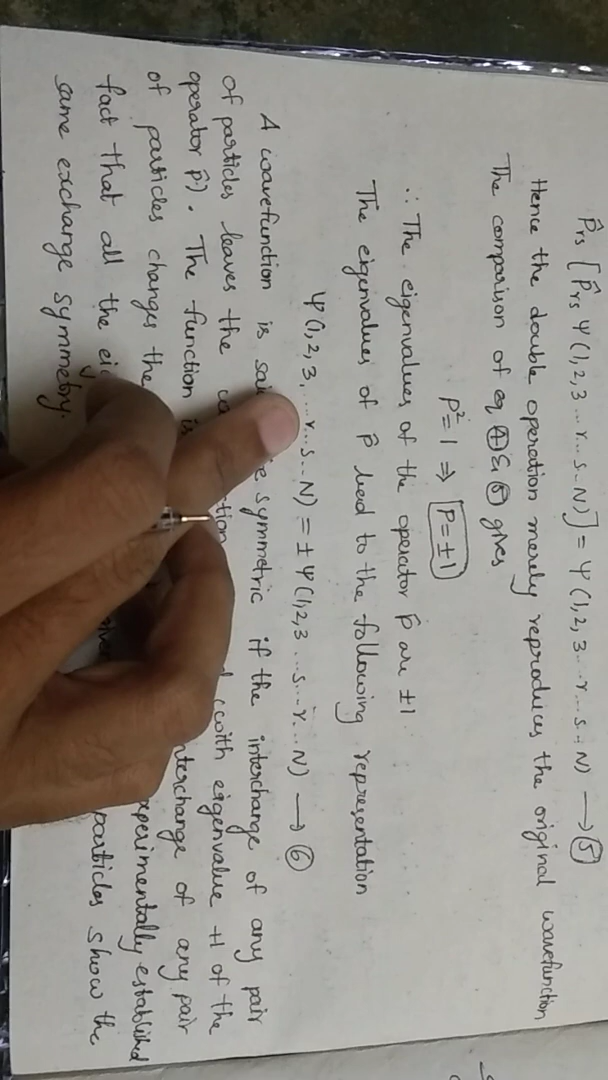 P̂rs [P̂rs Ψ(1,2,3...r...s...N)] = Ψ(1,2,3...r...s...N) → ⑤
Hence the double operation merely reproduces the original wavefunction
The comparison of eq Ⓐ & ⑤ gives
P² = 1 ⇒ P = ±1
∴ The eigenvalues of the operator P̂ are ±1
The eigenvalues of P̂ lead to the following representation
Ψ(1,2,3,...r...s...N) = ± Ψ(1,2,3...s...r...N) → ⑥
A wavefunction is symmetric if the interchange of any pair
of particles leaves the (with eigenvalue +1 of the
operator P̂). The function is interchange of any pair
of particles changes the experimentally established
fact that all the particles show the
same exchange symmetry.